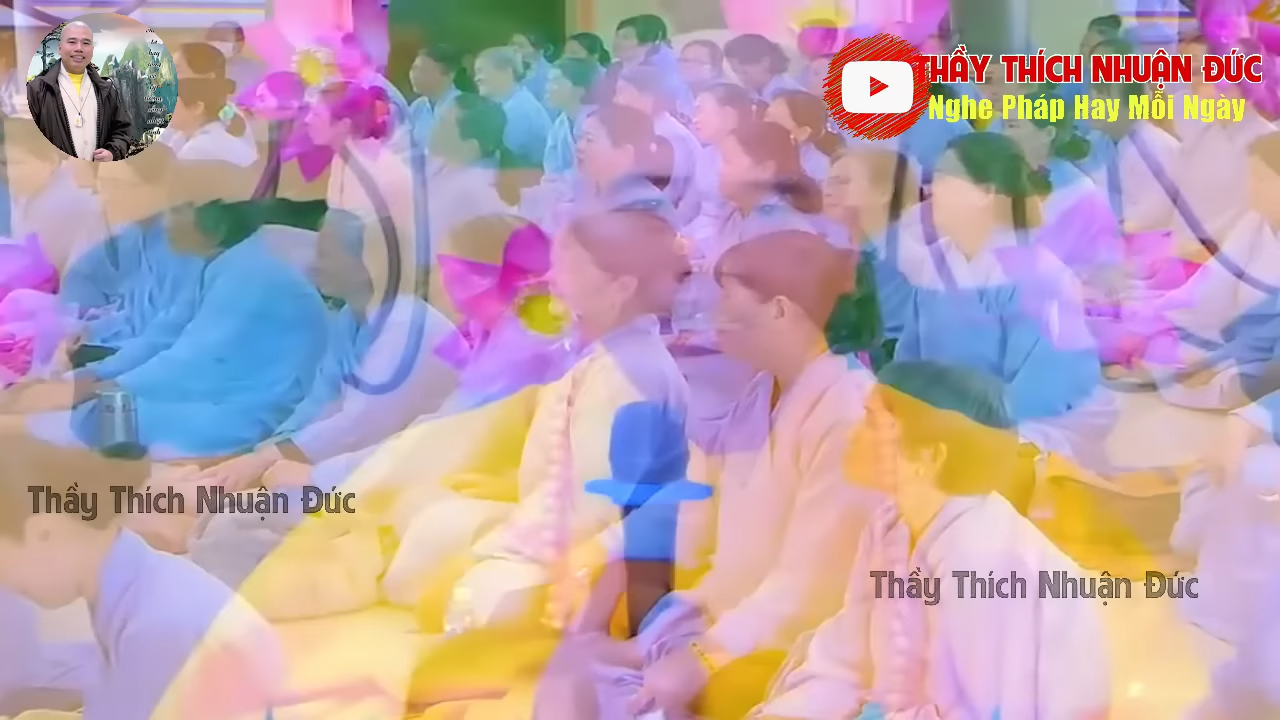 THẦY THÍCH NHUẬN ĐỨC
Nghe Pháp Hay Mỗi Ngày
Thầy Thích Nhuận Đức
Thầy Thích Nhuận Đức